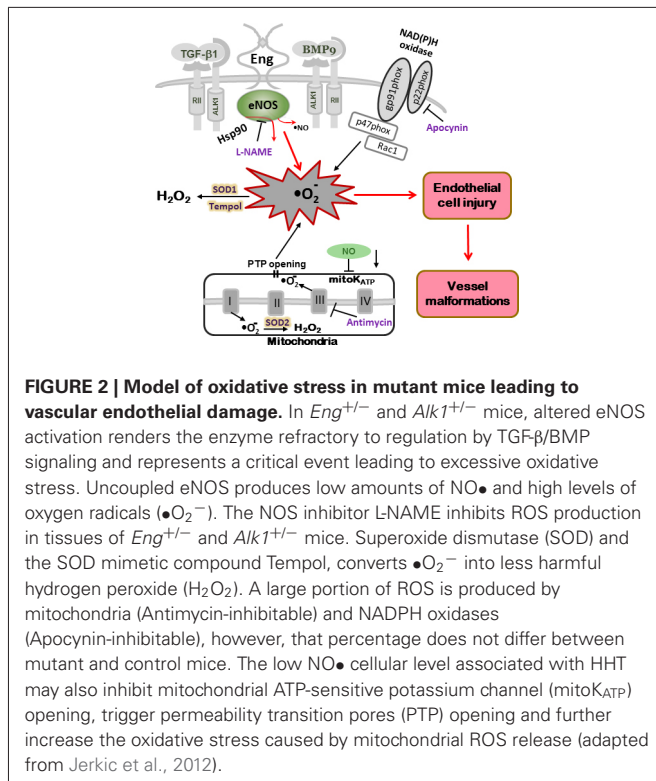 NAD(P)H
oxidase
TGF-β1
Eng
BMP9
gp91phox
p22phox
RII
ALK1
eNOS
ALK1
RII
•NO
Hsp90
L-NAME
p47phox
Rac1
Apocynin
H2O2
SOD1
Tempol
•O2-
Endothelial
cell injury
PTP opening
NO
mitoKATP
•O2-
Vessel
malformations
I
II
III
IV
Antimycin
•O2-
SOD2
H2O2
Mitochondria
FIGURE 2 | Model of oxidative stress in mutant mice leading to
vascular endothelial damage. In Eng+/− and Alk1+/− mice, altered eNOS
activation renders the enzyme refractory to regulation by TGF-β/BMP
signaling and represents a critical event leading to excessive oxidative
stress. Uncoupled eNOS produces low amounts of NO● and high levels of
oxygen radicals (●O2−). The NOS inhibitor L-NAME inhibits ROS production
in tissues of Eng+/− and Alk1+/− mice. Superoxide dismutase (SOD) and
the SOD mimetic compound Tempol, converts ●O2− into less harmful
hydrogen peroxide (H2O2). A large portion of ROS is produced by
mitochondria (Antimycin-inhibitable) and NADPH oxidases
(Apocynin-inhibitable), however, that percentage does not differ between
mutant and control mice. The low NO● cellular level associated with HHT
may also inhibit mitochondrial ATP-sensitive potassium channel (mitoKATP)
opening, trigger permeability transition pores (PTP) opening and further
increase the oxidative stress caused by mitochondrial ROS release (adapted
from Jerkic et al., 2012).